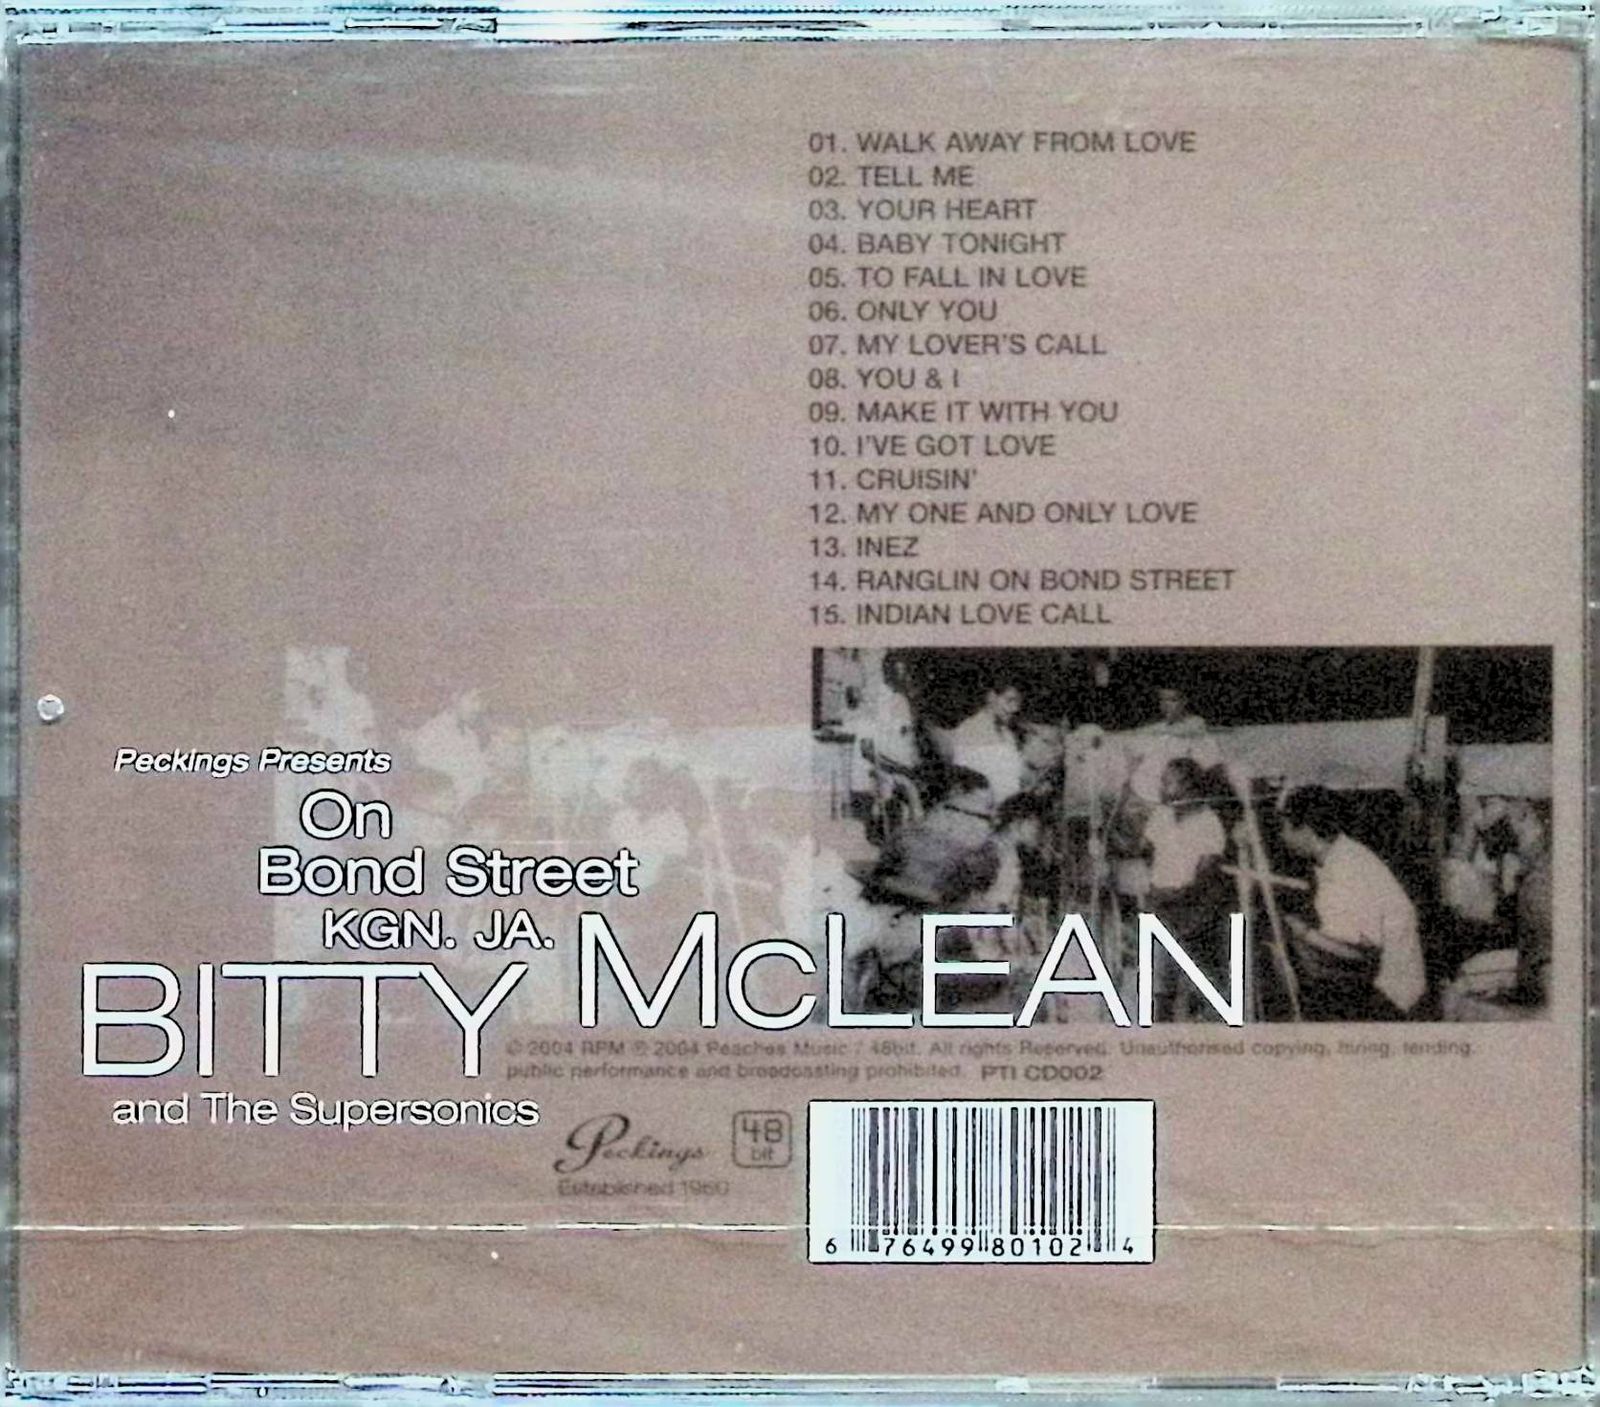 01. WALK AWAY FROM LOVE
02. TELL ME
03. YOUR HEART
04. BABY TONIGHT
05. TO FALL IN LOVE
06. ONLY YOU
07. MY LOVER'S CALL
08. YOU & I
09. MAKE IT WITH YOU
10. I'VE GOT LOVE
11. CRUISIN'
12. MY ONE AND ONLY LOVE
13. INEZ
14. RANGLIN ON BOND STREET
15. INDIAN LOVE CALL
Peckings Presents
On
Bond Street
KGN. JA.
BITTY McLEAN
and The Supersonics
© 2004 RPM ℗ 2004 Peaches Music / 48bit. All rights Reserved. Unauthorised copying, hiring, lending,
public performance and broadcasting prohibited. PTI CD002
Peckings
Established 1960
48
bit
6 76499 80102 4